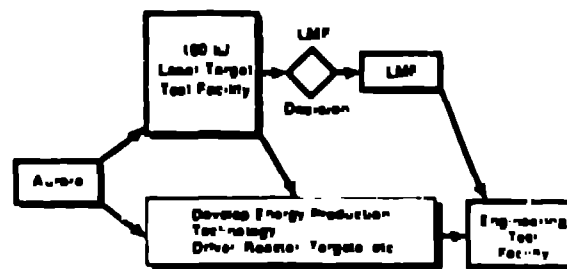 100 kJ
Laser Target
Test Facility
LMF
Decision
LMF
Aurora
Develop Energy Production
Technology
Driver Reactor Targets etc
Engineering
Test
Facility